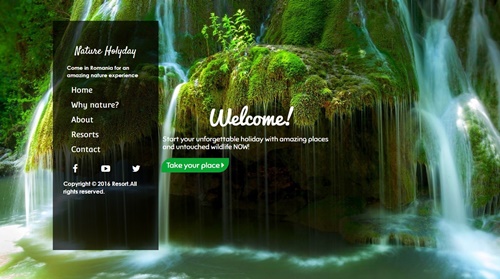 Nature Holyday
Come in Romania for an
amazing nature experience
Home
Why nature?
About
Resorts
Contact
Copyright © 2016 Resort.All
rights reserved.
Welcome!
Start your unforgettable holiday with amazing places
and untouched wildlife NOW!
Take your place